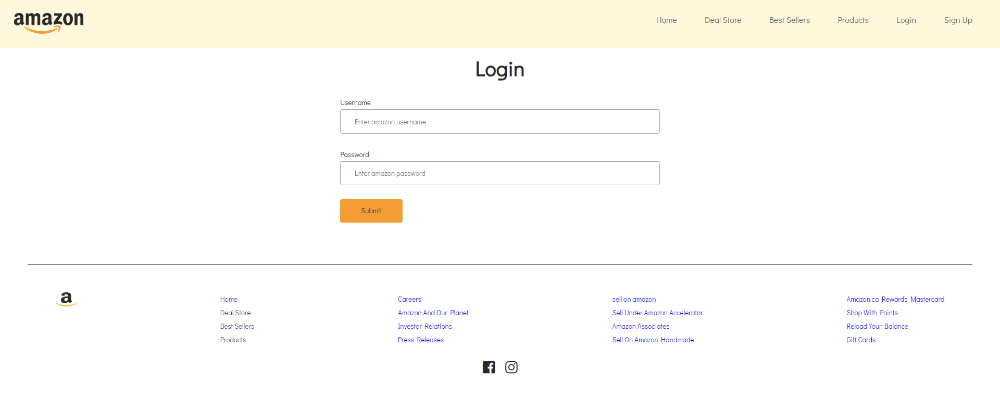 amazon
Home Deal Store Best Sellers Products Login Sign Up
Login
Username
Enter amazon username
Password
Enter amazon password
Submit
a
Home
Deal Store
Best Sellers
Products
Careers
Amazon And Our Planet
Investor Relations
Press Releases
sell on amazon
Sell Under Amazon Accelerator
Amazon Associates
Sell On Amazon Handmade
Amazon.ca Rewards Mastercard
Shop With Points
Reload Your Balance
Gift Cards